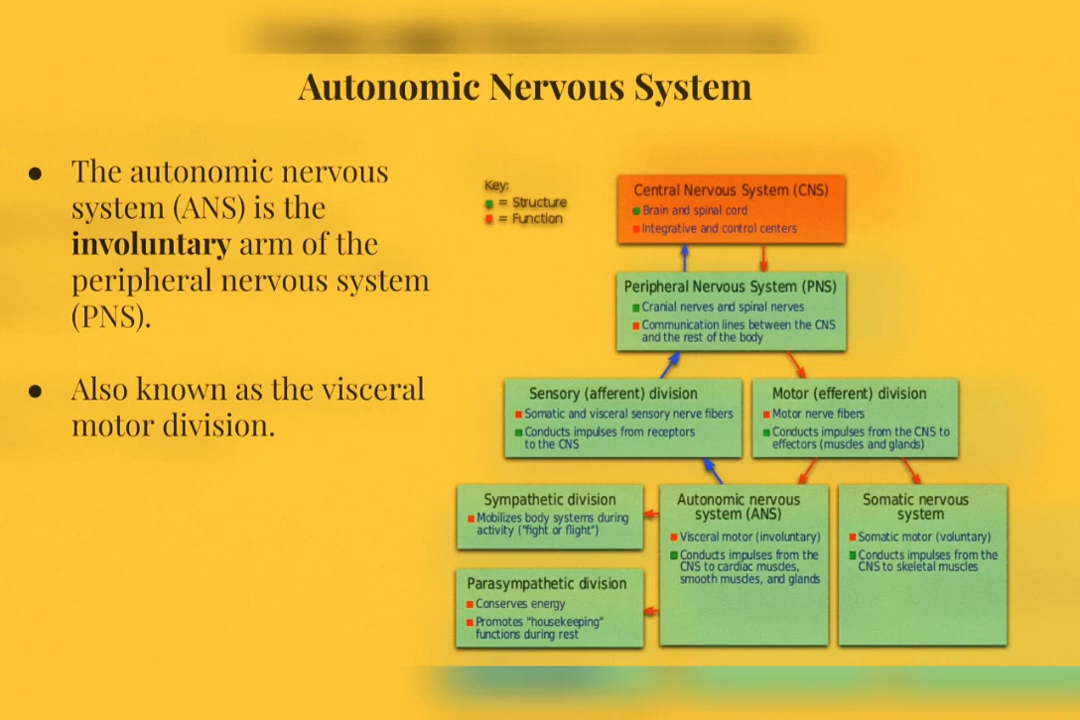 Autonomic Nervous System
• The autonomic nervous
system (ANS) is the
involuntary arm of the
peripheral nervous system
(PNS).
• Also known as the visceral
motor division.
Key:
= Structure
= Function
Central Nervous System (CNS)
Brain and spinal cord
Integrative and control centers
Peripheral Nervous System (PNS)
Cranial nerves and spinal nerves
Communication lines between the CNS
and the rest of the body
Sensory (afferent) division
Somatic and visceral sensory nerve fibers
Conducts impulses from receptors
to the CNS
Motor (efferent) division
Motor nerve fibers
Conducts impulses from the CNS to
effectors (muscles and glands)
Sympathetic division
Mobilizes body systems during
activity ("fight or flight")
Parasympathetic division
Conserves energy
Promotes "housekeeping"
functions during rest
Autonomic nervous
system (ANS)
Visceral motor (involuntary)
Conducts impulses from the
CNS to cardiac muscles,
smooth muscles, and glands
Somatic nervous
system
Somatic motor (voluntary)
Conducts impulses from the
CNS to skeletal muscles